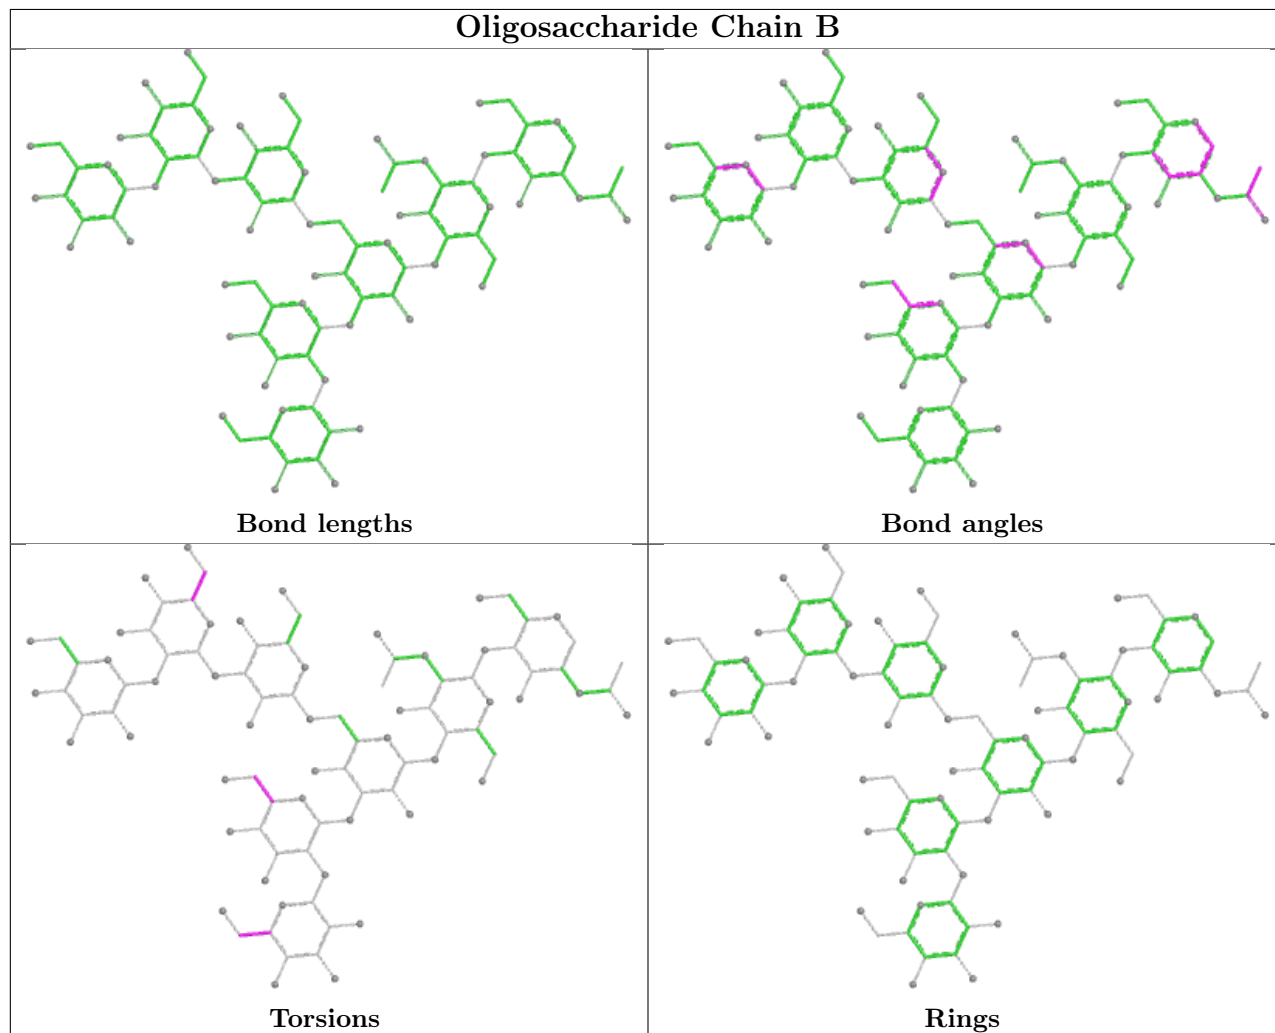 Oligosaccharide Chain B
Bond lengths
Bond angles
Torsions
Rings